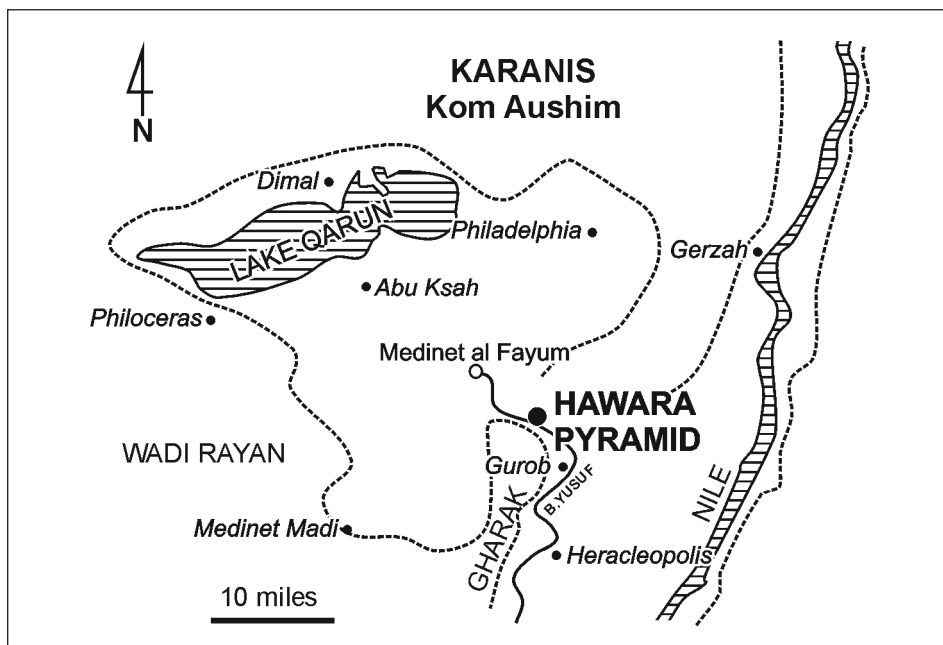 KARANIS
Kom Aushim
N
Dimal
LAKE QARUN
Philadelphia
Gerzah
Abu Ksah
Philoceras
Medinet al Fayum
HAWARA
PYRAMID
WADI RAYAN
Gurob
B.YUSUF
NILE
GHARAK
Medinet Madi
Heracleopolis
10 miles